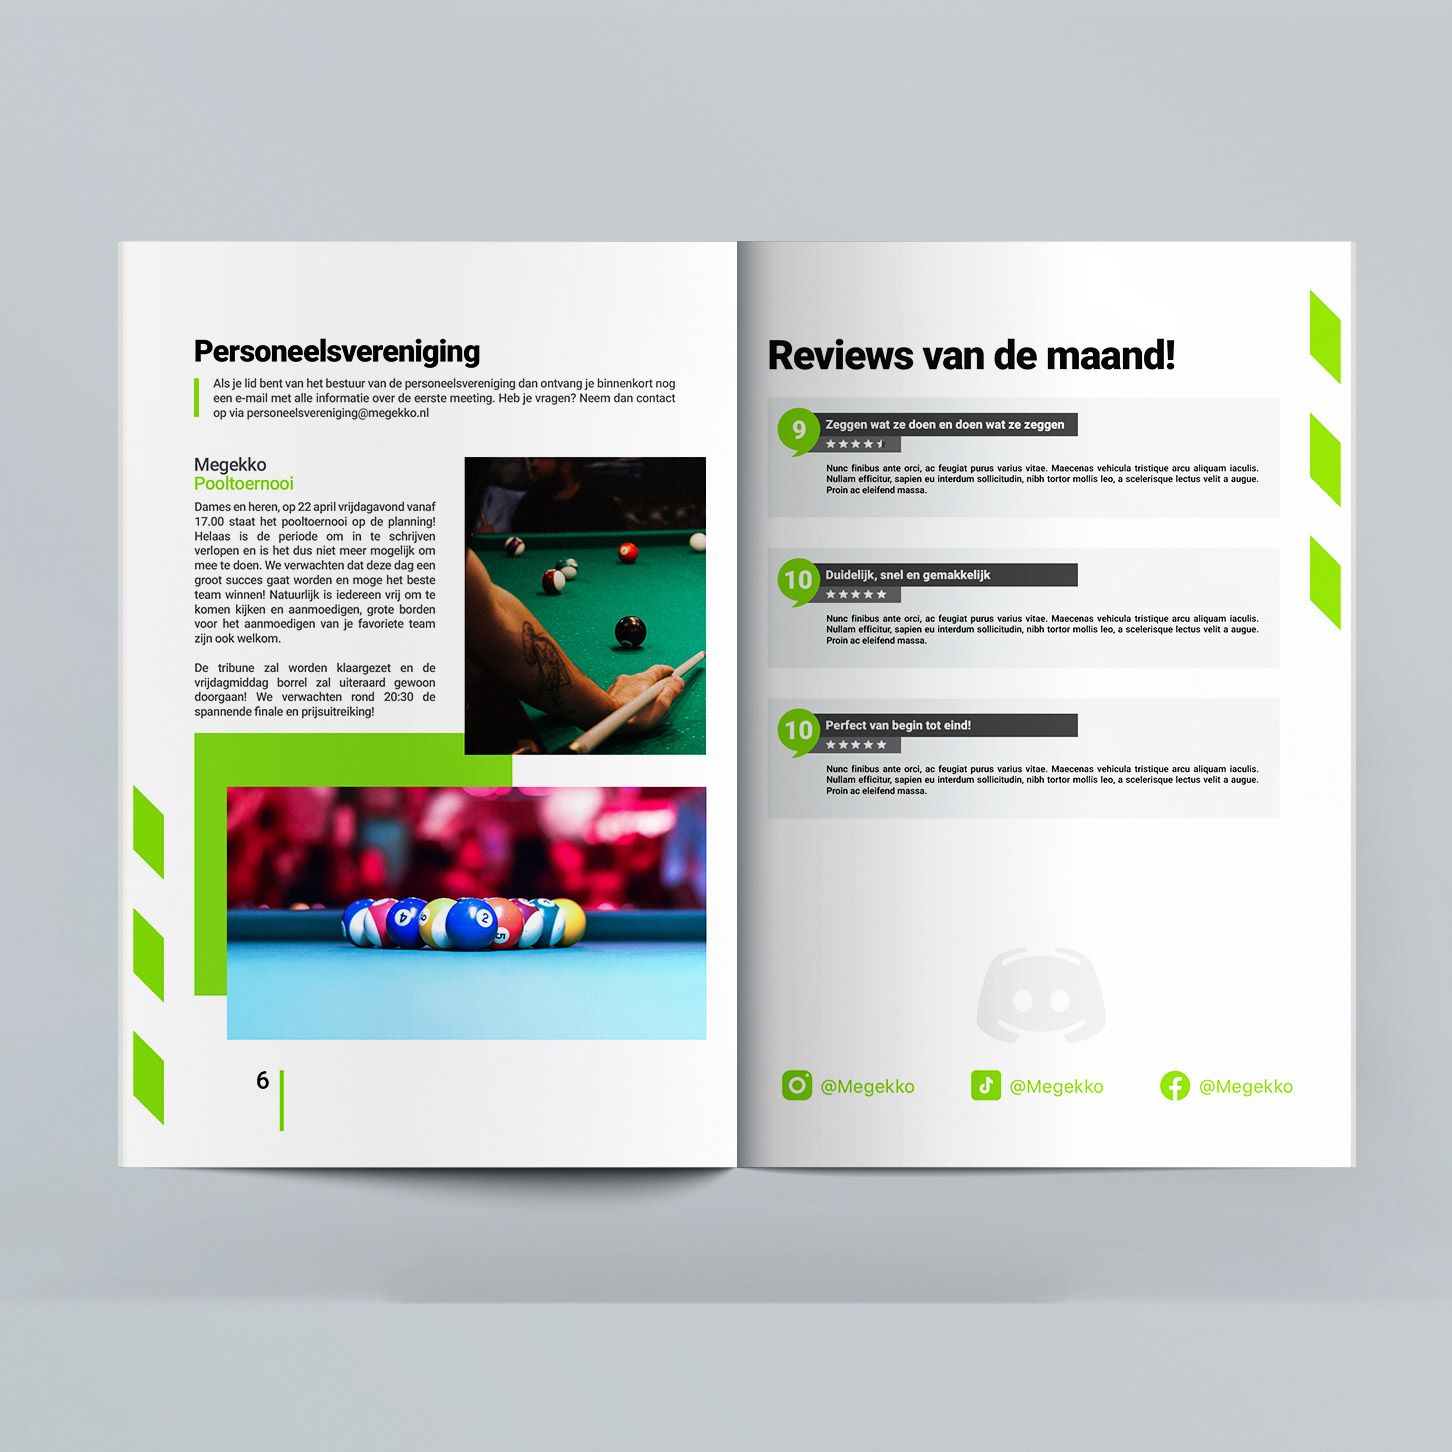 Personeelsvereniging
Als je lid bent van het bestuur van de personeelsvereniging dan ontvang je binnenkort nog
een e-mail met alle informatie over de eerste meeting. Heb je vragen? Neem dan contact
op via personeelsvereniging@megekko.nl
Megekko
Pooltoernooi
Dames en heren, op 22 april vrijdagavond vanaf
17.00 staat het pooltoernooi op de planning!
Helaas is de periode om in te schrijven
verlopen en is het dus niet meer mogelijk om
mee te doen. We verwachten dat deze dag een
groot succes gaat worden en moge het beste
team winnen! Natuurlijk is iedereen vrij om te
komen kijken en aanmoedigen, grote borden
voor het aanmoedigen van je favoriete team
zijn ook welkom.
De tribune zal worden klaargezet en de
vrijdagmiddag borrel zal uiteraard gewoon
doorgaan! We verwachten rond 20:30 de
spannende finale en prijsuitreiking!
4
2
5
6
Reviews van de maand!
9
Zeggen wat ze doen en doen wat ze zeggen
Nunc finibus ante orci, ac feugiat purus varius vitae. Maecenas vehicula tristique arcu aliquam iaculis.
Nullam efficitur, sapien eu interdum sollicitudin, nibh tortor mollis leo, a scelerisque lectus velit a augue.
Proin ac eleifend massa.
10
Duidelijk, snel en gemakkelijk
Nunc finibus ante orci, ac feugiat purus varius vitae. Maecenas vehicula tristique arcu aliquam iaculis.
Nullam efficitur, sapien eu interdum sollicitudin, nibh tortor mollis leo, a scelerisque lectus velit a augue.
Proin ac eleifend massa.
10
Perfect van begin tot eind!
Nunc finibus ante orci, ac feugiat purus varius vitae. Maecenas vehicula tristique arcu aliquam iaculis.
Nullam efficitur, sapien eu interdum sollicitudin, nibh tortor mollis leo, a scelerisque lectus velit a augue.
Proin ac eleifend massa.
@Megekko
@Megekko
@Megekko